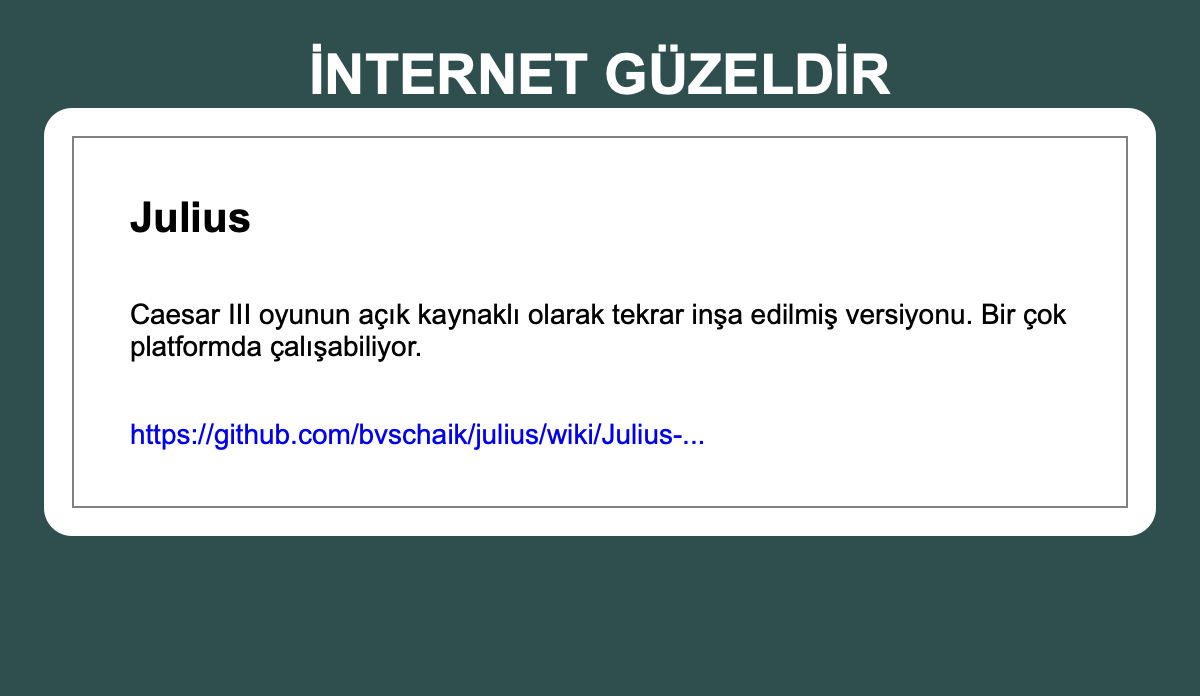 İNTERNET GÜZELDİR
Julius
Caesar III oyunun açık kaynaklı olarak tekrar inşa edilmiş versiyonu. Bir çok
platformda çalışabiliyor.
https://github.com/bvschaik/julius/wiki/Julius-...